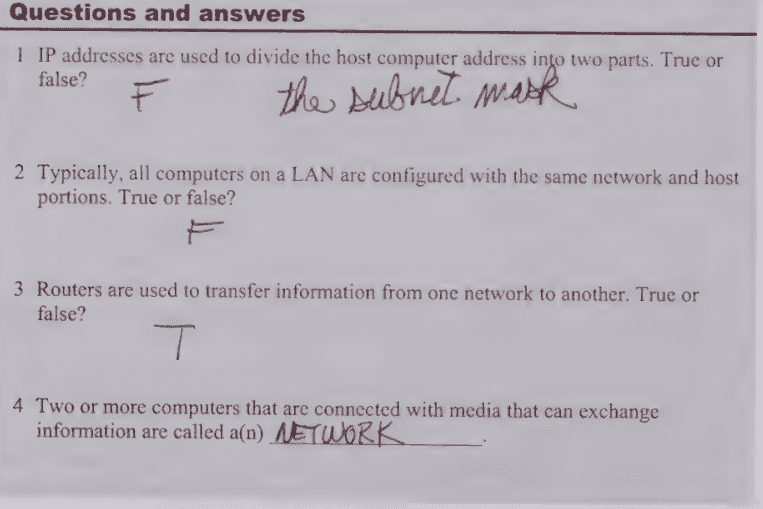 Questions and answers
1 IP addresses are used to divide the host computer address into two parts. True or
false? F the subnet mask
2 Typically, all computers on a LAN are configured with the same network and host
portions. True or false?
F
3 Routers are used to transfer information from one network to another. True or
false?
T
4 Two or more computers that are connected with media that can exchange
information are called a(n) NETWORK.